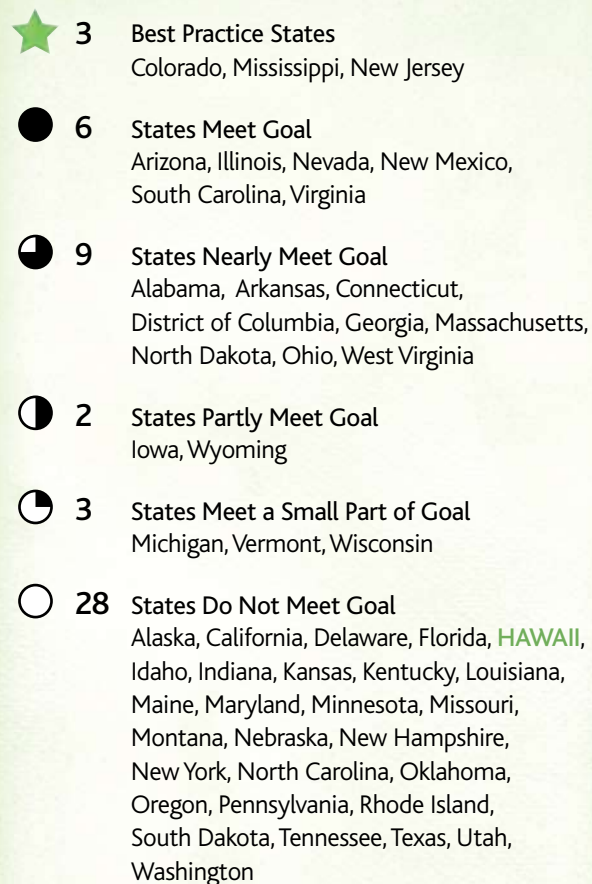 3 Best Practice States
Colorado, Mississippi, New Jersey
6 States Meet Goal
Arizona, Illinois, Nevada, New Mexico,
South Carolina, Virginia
9 States Nearly Meet Goal
Alabama, Arkansas, Connecticut,
District of Columbia, Georgia, Massachusetts,
North Dakota, Ohio, West Virginia
2 States Partly Meet Goal
Iowa, Wyoming
3 States Meet a Small Part of Goal
Michigan, Vermont, Wisconsin
28 States Do Not Meet Goal
Alaska, California, Delaware, Florida, HAWAII,
Idaho, Indiana, Kansas, Kentucky, Louisiana,
Maine, Maryland, Minnesota, Missouri,
Montana, Nebraska, New Hampshire,
New York, North Carolina, Oklahoma,
Oregon, Pennsylvania, Rhode Island,
South Dakota, Tennessee, Texas, Utah,
Washington